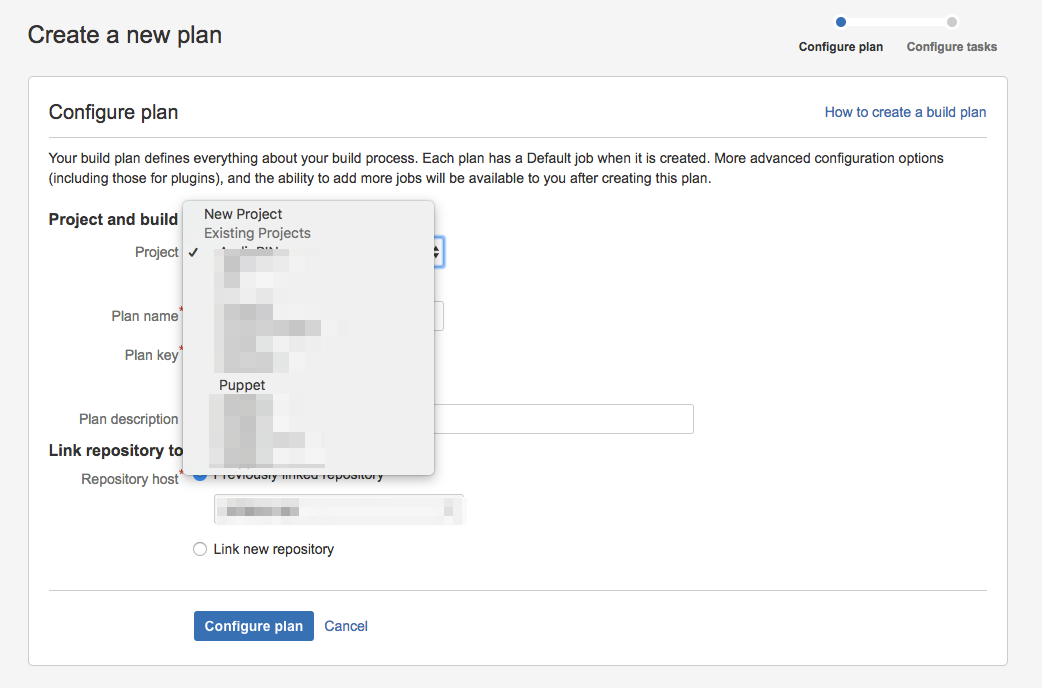 Create a new plan
Configure plan
Configure tasks
Configure plan
How to create a build plan
Your build plan defines everything about your build process. Each plan has a Default job when it is created. More advanced configuration options
(including those for plugins), and the ability to add more jobs will be available to you after creating this plan.
Project and build
Project
New Project
Existing Projects
✓
Puppet
Plan name*
Plan key*
Plan description
Link repository to
Repository host*
Previously linked repository
Link new repository
Configure plan
Cancel